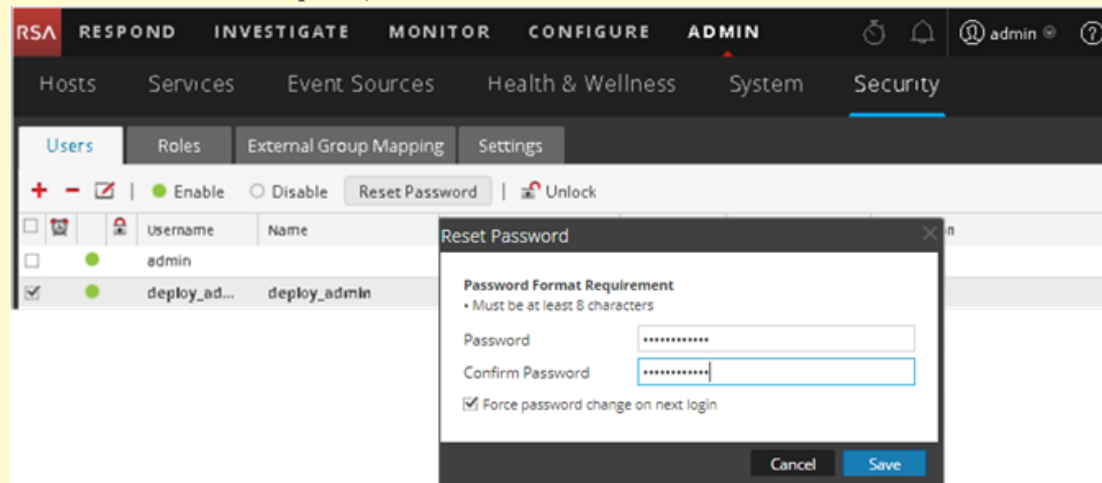 RSA RESPOND INVESTIGATE MONITOR CONFIGURE ADMIN admin ?
Hosts Services Event Sources Health & Wellness System Security
Users Roles External Group Mapping Settings
+ − | Enable Disable Reset Password | Unlock
Username Name
admin
deploy_ad... deploy_admin
Reset Password
Password Format Requirement
• Must be at least 8 characters
Password ••••••••••••
Confirm Password ••••••••••••
Force password change on next login
Cancel Save